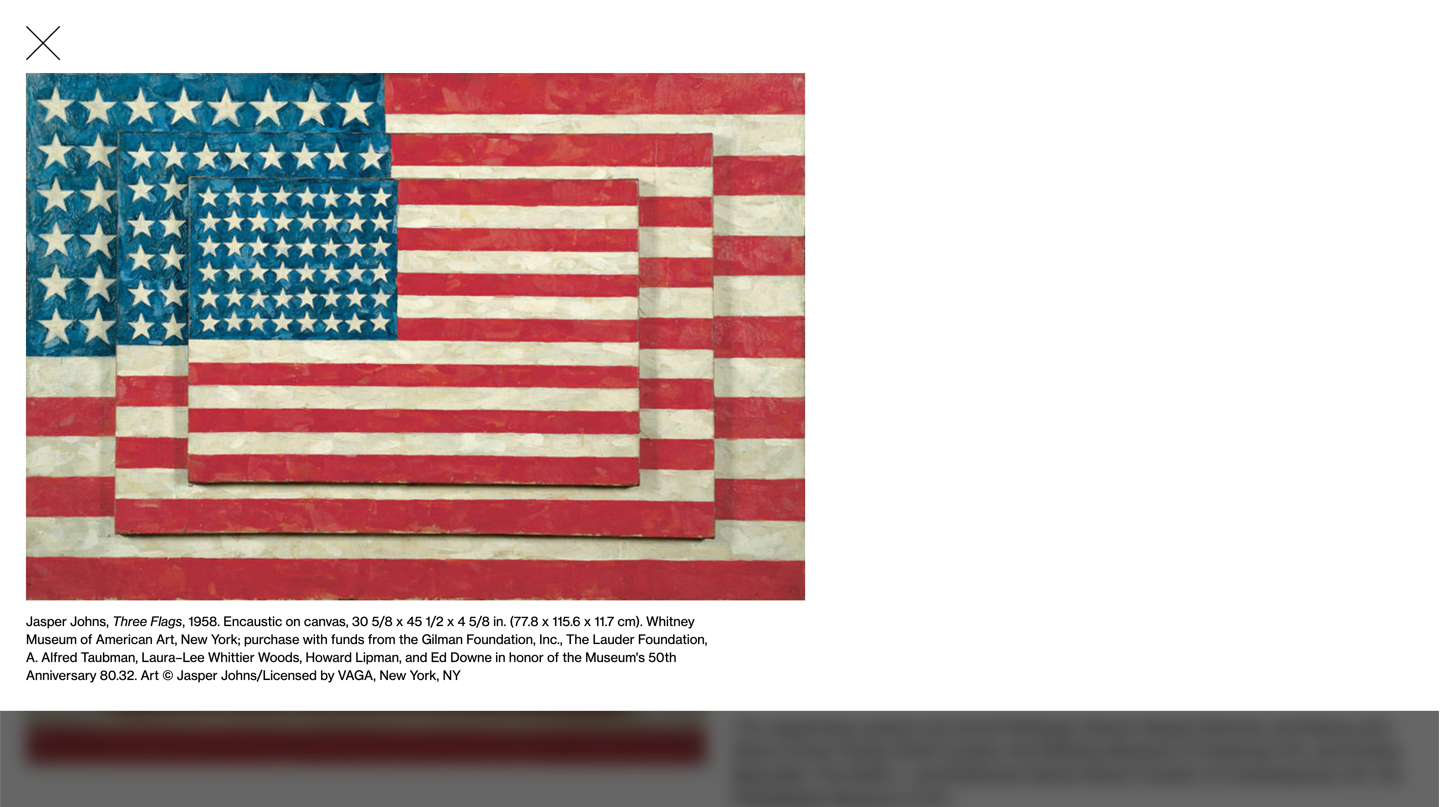 Jasper Johns, Three Flags, 1958. Encaustic on canvas, 30 5/8 x 45 1/2 x 4 5/8 in. (77.8 x 115.6 x 11.7 cm). Whitney
Museum of American Art, New York; purchase with funds from the Gilman Foundation, Inc., The Lauder Foundation,
A. Alfred Taubman, Laura–Lee Whittier Woods, Howard Lipman, and Ed Downe in honor of the Museum's 50th
Anniversary 80.32. Art © Jasper Johns/Licensed by VAGA, New York, NY